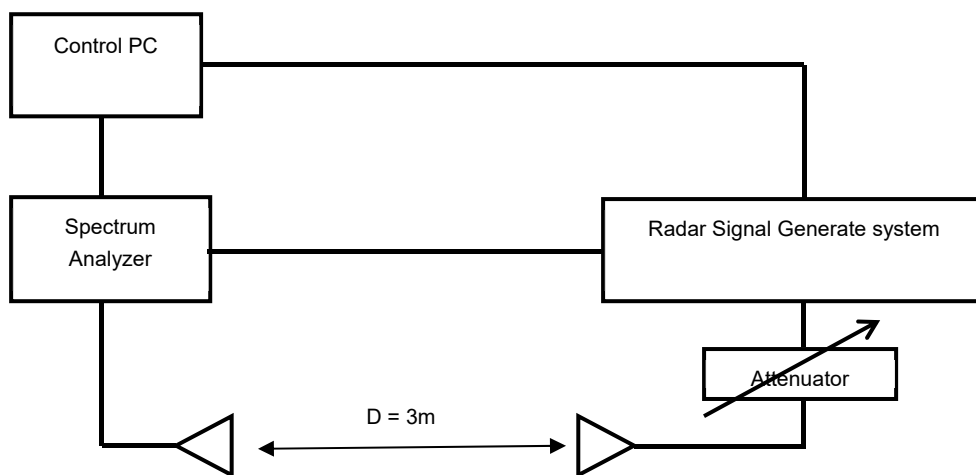 Control PC
Spectrum
Analyzer
Radar Signal Generate system
Attenuator
D = 3m